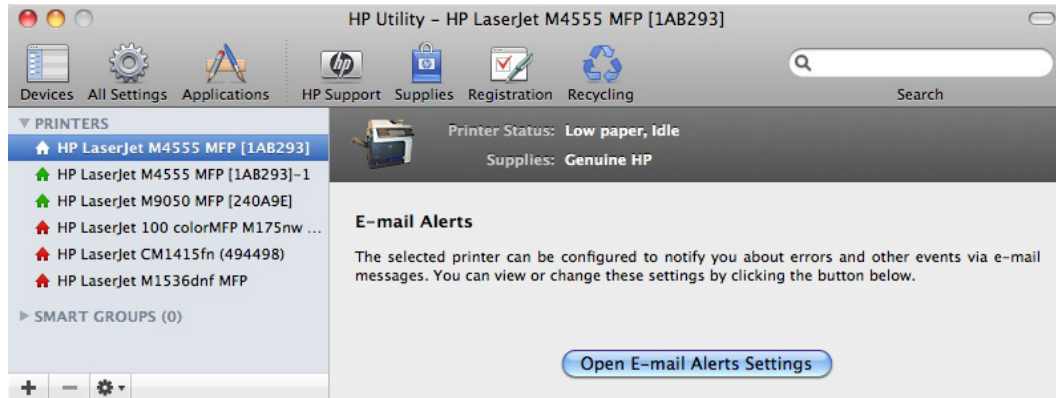 HP Utility – HP LaserJet M4555 MFP [1AB293]
Devices All Settings Applications HP Support Supplies Registration Recycling Search
PRINTERS
HP LaserJet M4555 MFP [1AB293]
HP LaserJet M4555 MFP [1AB293]-1
HP LaserJet M9050 MFP [240A9E]
HP LaserJet 100 colorMFP M175nw ...
HP LaserJet CM1415fn (494498)
HP LaserJet M1536dnf MFP
SMART GROUPS (0)
Printer Status: Low paper, Idle
Supplies: Genuine HP
E-mail Alerts
The selected printer can be configured to notify you about errors and other events via e-mail
messages. You can view or change these settings by clicking the button below.
Open E-mail Alerts Settings